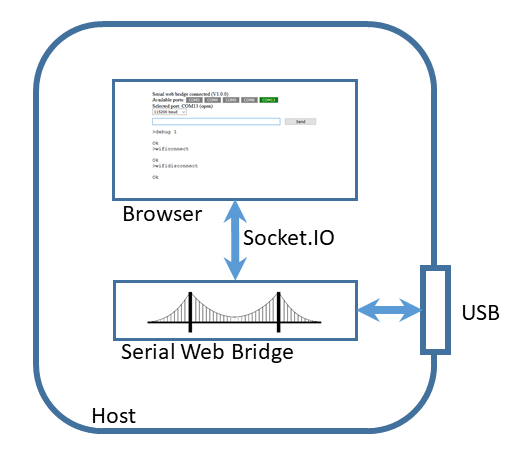 Serial web bridge connected (V1.0.0)
Available ports COM3 COM4 COM5 COM6 COM13
Selected port: COM13 (open)
115200 baud
Send
>debug 1
Ok
>wificonnect
Ok
>wifidisconnect
Ok
Browser
Socket.IO
USB
Serial Web Bridge
Host